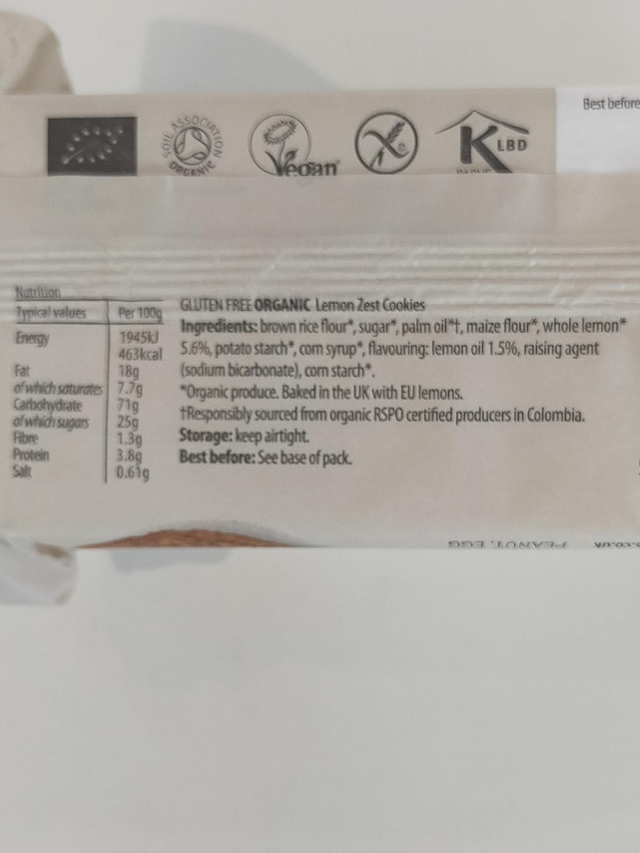 Best before
SOIL ASSOCIATION
ORGANIC
Vegan
K LBD
Nutrition
Typical values Per 100g
Energy 1945kJ
463kcal
Fat 18g
of which saturates 7.7g
Carbohydrate 71g
of which sugars 25g
Fibre 1.3g
Protein 3.8g
Salt 0.61g
GLUTEN FREE ORGANIC Lemon Zest Cookies
Ingredients: brown rice flour*, sugar*, palm oil*†, maize flour*, whole lemon*
5.6%, potato starch*, corn syrup*, flavouring: lemon oil 1.5%, raising agent
(sodium bicarbonate), corn starch*.
*Organic produce. Baked in the UK with EU lemons.
†Responsibly sourced from organic RSPO certified producers in Colombia.
Storage: keep airtight.
Best before: See base of pack.
PEANUT, EGG